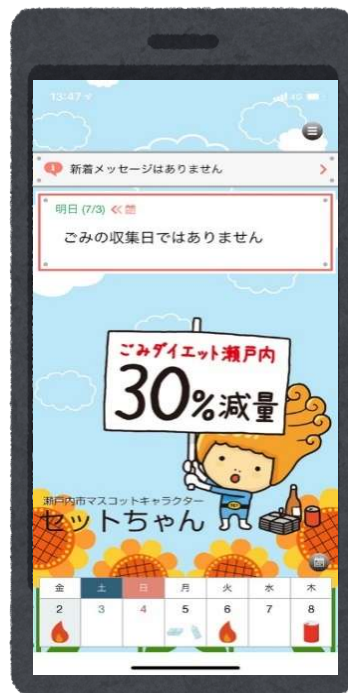 13:47
4G
新着メッセージはありません
明日 (7/3)
ごみの収集日ではありません
ごみダイエット瀬戸内
30%減量
瀬戸内市マスコットキャラクター
セットちゃん
金 土 日 月 火 水 木
2 3 4 5 6 7 8